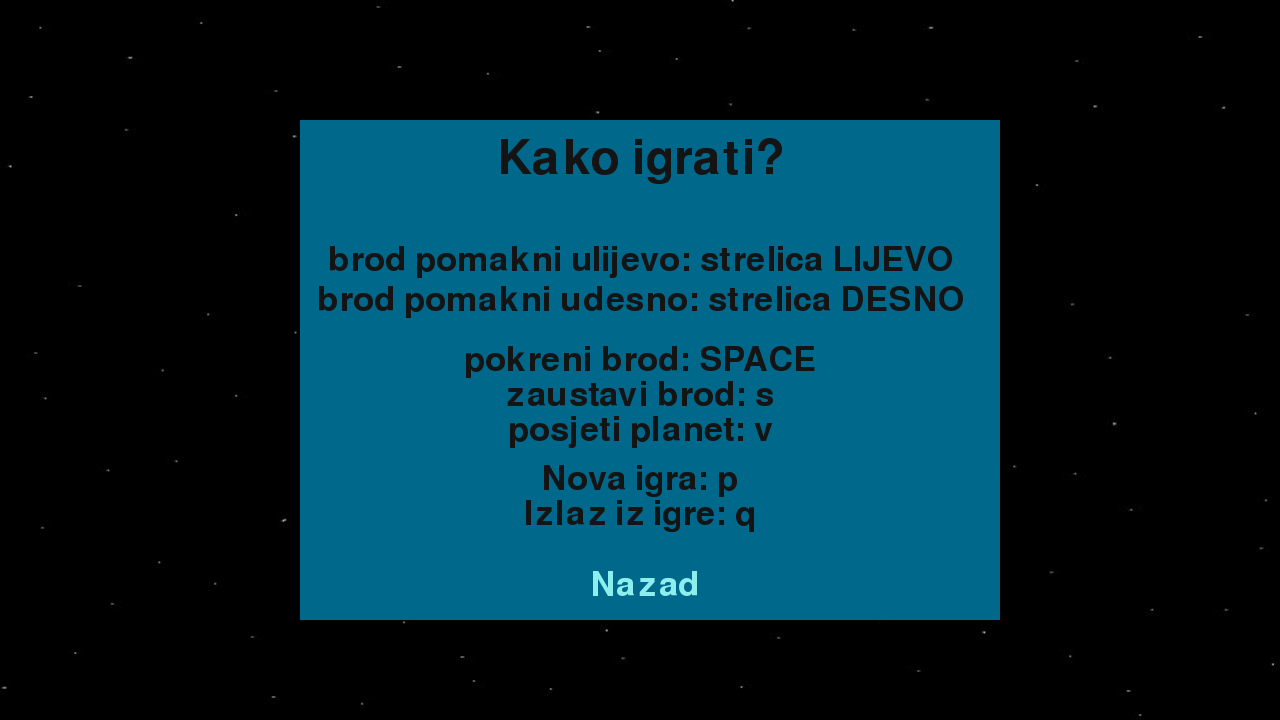 Kako igrati?
brod pomakni ulijevo: strelica LIJEVO
brod pomakni udesno: strelica DESNO
pokreni brod: SPACE
zaustavi brod: s
posjeti planet: v
Nova igra: p
Izlaz iz igre: q
Nazad